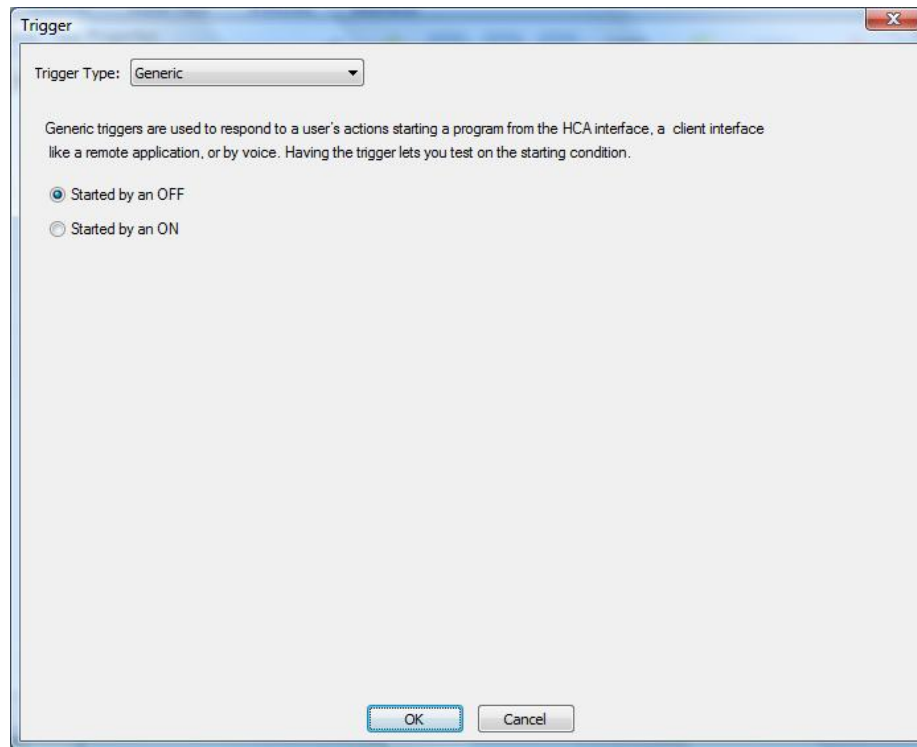 Trigger
Trigger Type: Generic
Generic triggers are used to respond to a user's actions starting a program from the HCA interface, a client interface
like a remote application, or by voice. Having the trigger lets you test on the starting condition.
Started by an OFF
Started by an ON
OK Cancel